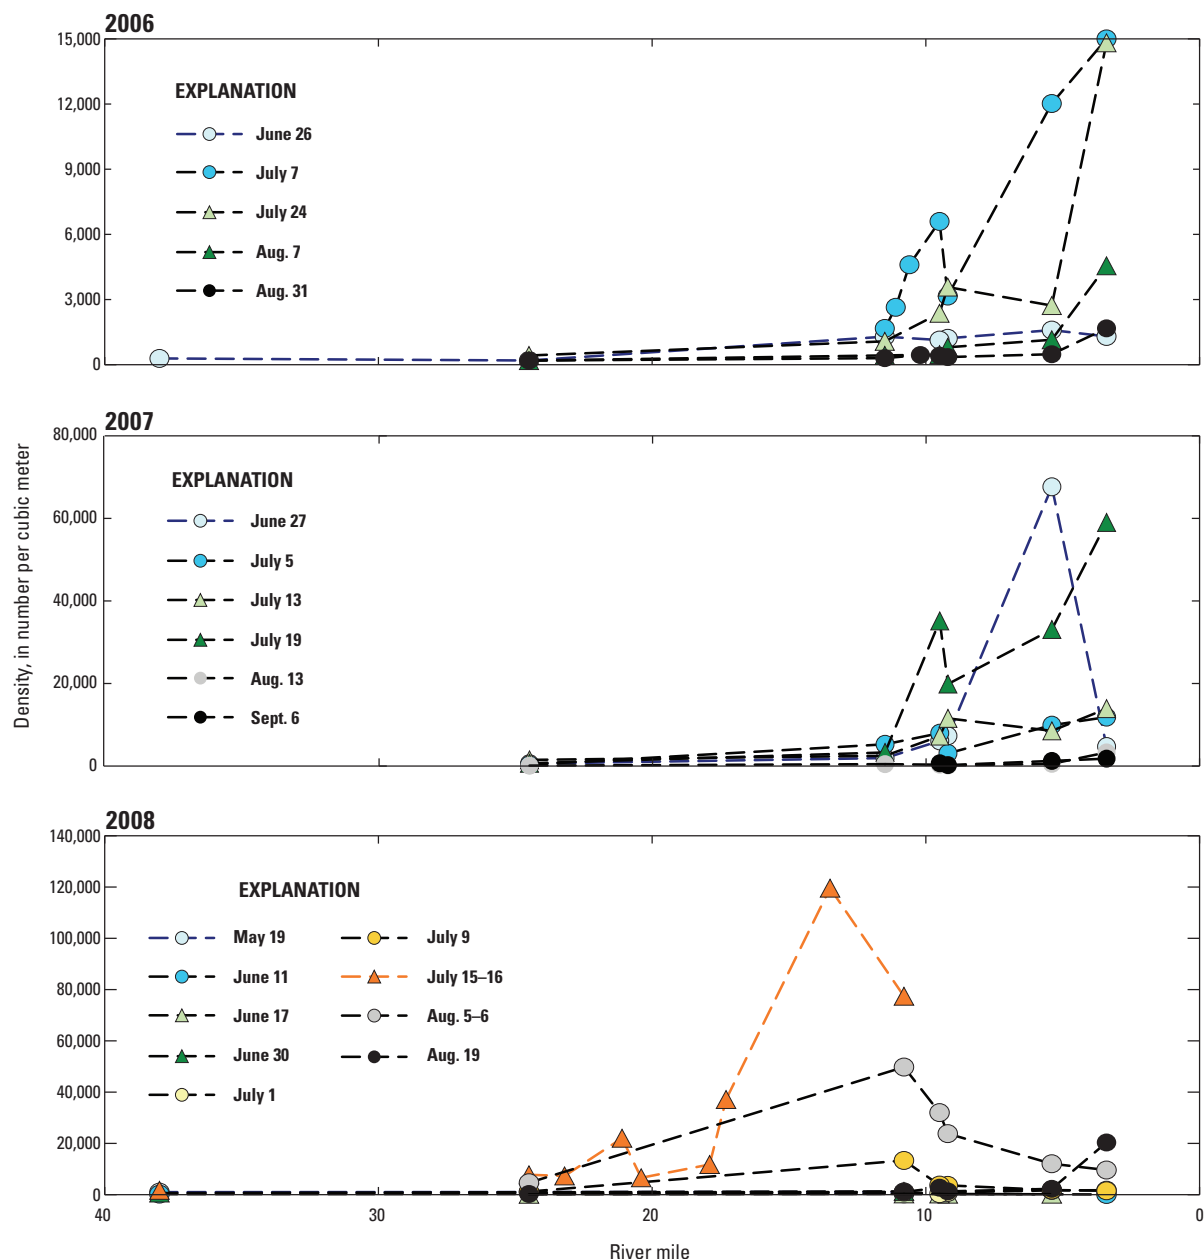 2006
15,000
12,000
9,000
6,000
3,000
0
EXPLANATION
June 26
July 7
July 24
Aug. 7
Aug. 31
Density, in number per cubic meter
2007
80,000
60,000
40,000
20,000
0
EXPLANATION
June 27
July 5
July 13
July 19
Aug. 13
Sept. 6
2008
140,000
120,000
100,000
80,000
60,000
40,000
20,000
0
EXPLANATION
May 19 July 9
June 11 July 15–16
June 17 Aug. 5–6
June 30 Aug. 19
July 1
40 30 20 10 0
River mile